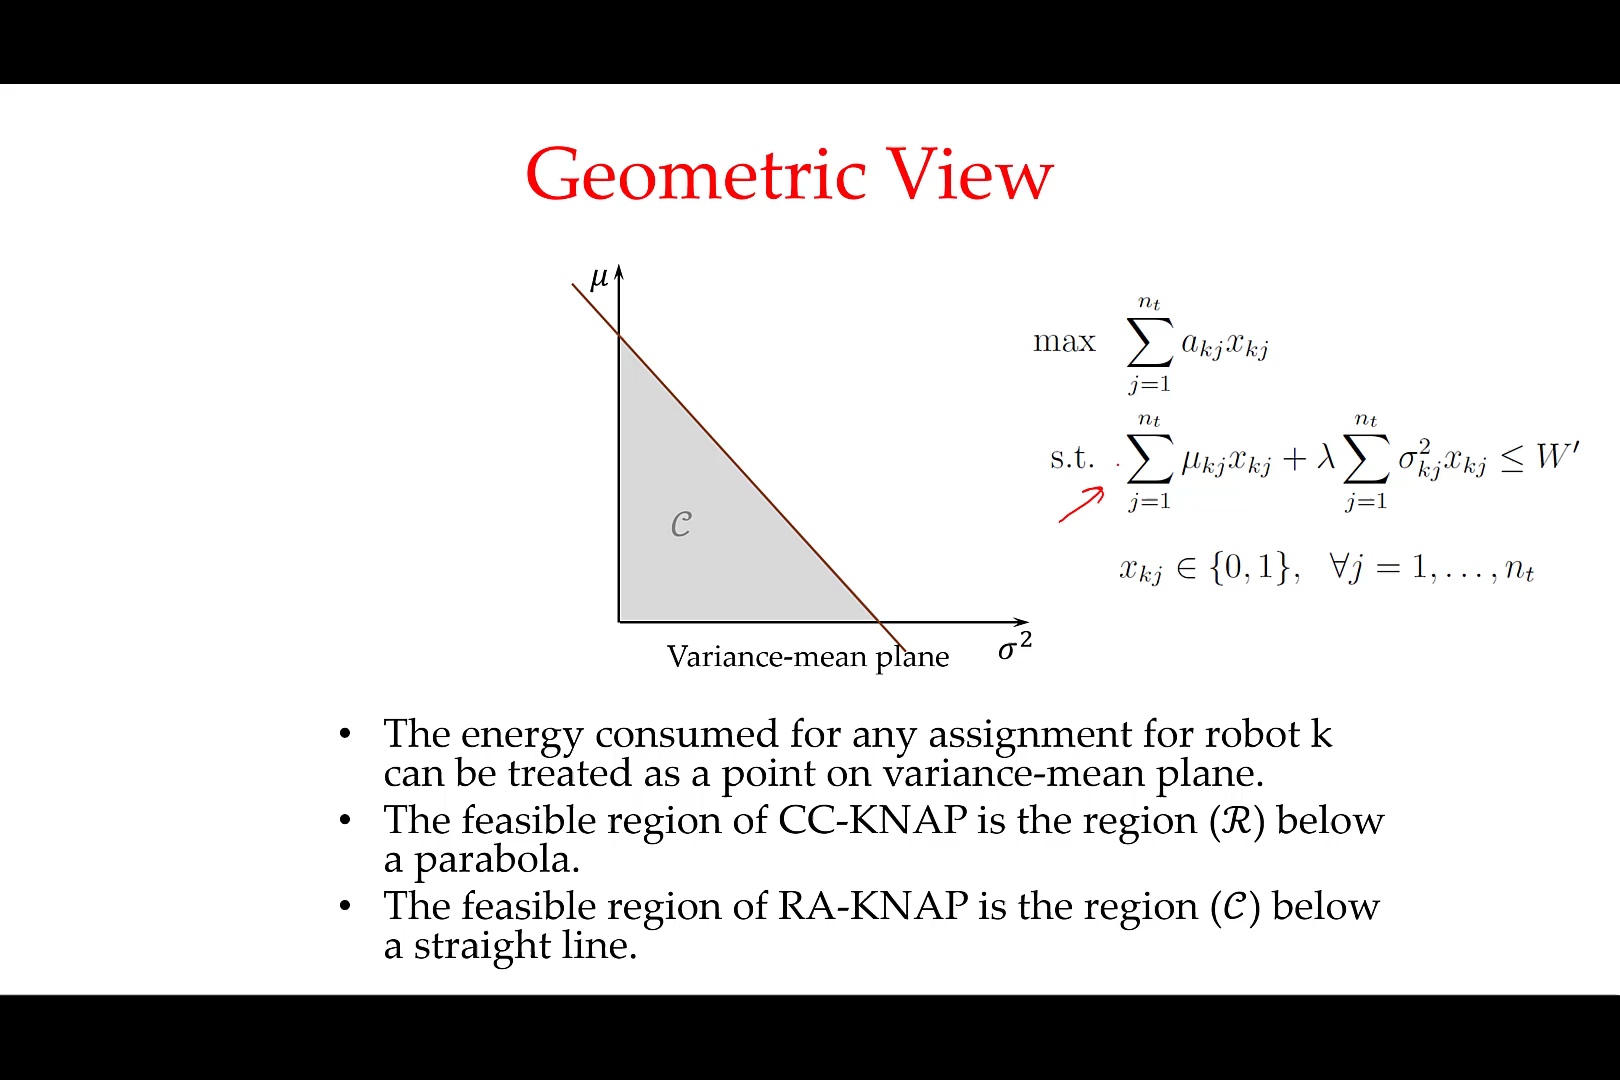 Geometric View
μ
max ∑_{j=1}^{n_t} a_{kj} x_{kj}
s.t. ∑_{j=1}^{n_t} μ_{kj} x_{kj} + λ ∑_{j=1}^{n_t} σ²_{kj} x_{kj} ≤ W′
𝒞
x_{kj} ∈ {0, 1}, ∀j = 1, . . . , n_t
Variance-mean plane
σ²
• The energy consumed for any assignment for robot k
can be treated as a point on variance-mean plane.
• The feasible region of CC-KNAP is the region (ℛ) below
a parabola.
• The feasible region of RA-KNAP is the region (𝒞) below
a straight line.